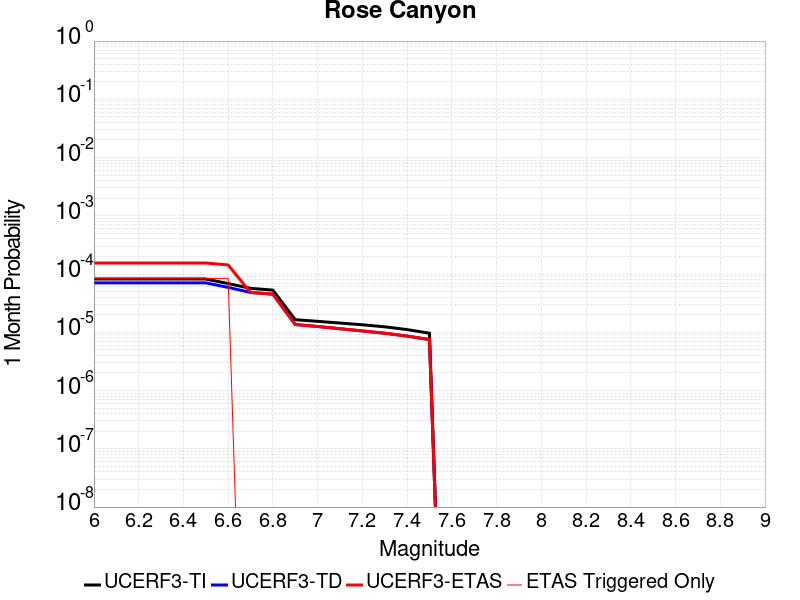 Rose Canyon
10 0
10 -1
10 -2
10 -3
10 -4
10 -5
10 -6
10 -7
10 -8
1 Month Probability
6 6.2 6.4 6.6 6.8 7 7.2 7.4 7.6 7.8 8 8.2 8.4 8.6 8.8 9
Magnitude
UCERF3-TI UCERF3-TD UCERF3-ETAS ETAS Triggered Only